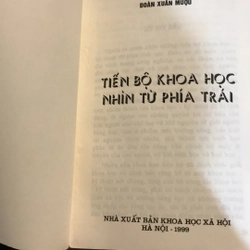 ĐOÀN XUÂN MƯỢU
TIẾN BỘ KHOA HỌC
NHÌN TỪ PHÍA TRÁI
NHÀ XUẤT BẢN KHOA HỌC XÃ HỘI
HÀ NỘI - 1999